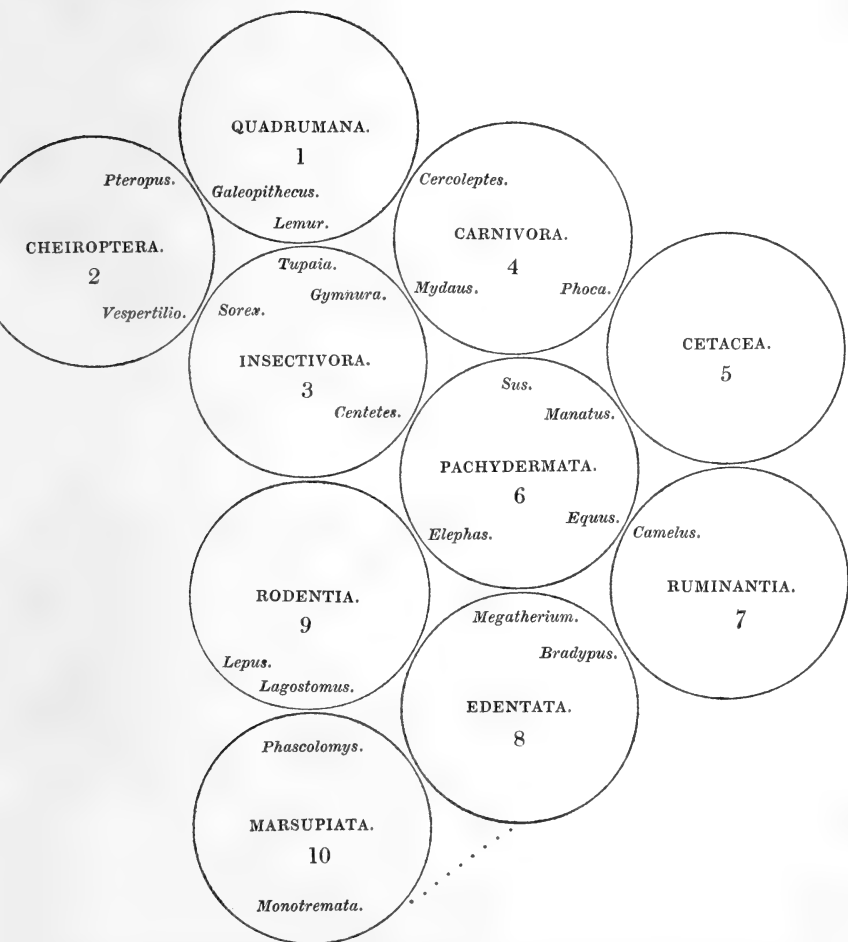 QUADRUMANA.
1
Galeopithecus.
Lemur.
Pteropus.
CHEIROPTERA.
2
Vespertilio.
Tupaia.
Gymnura.
Sorex.
INSECTIVORA.
3
Centetes.
Cercoleptes.
CARNIVORA.
4
Mydaus.
Phoca.
CETACEA.
5
Sus.
Manatus.
PACHYDERMATA.
6
Equus.
Elephas.
Camelus.
RUMINANTIA.
7
Megatherium.
Bradypus.
EDENTATA.
8
RODENTIA.
9
Lepus.
Lagostomus.
Phascolomys.
MARSUPIATA.
10
Monotremata.